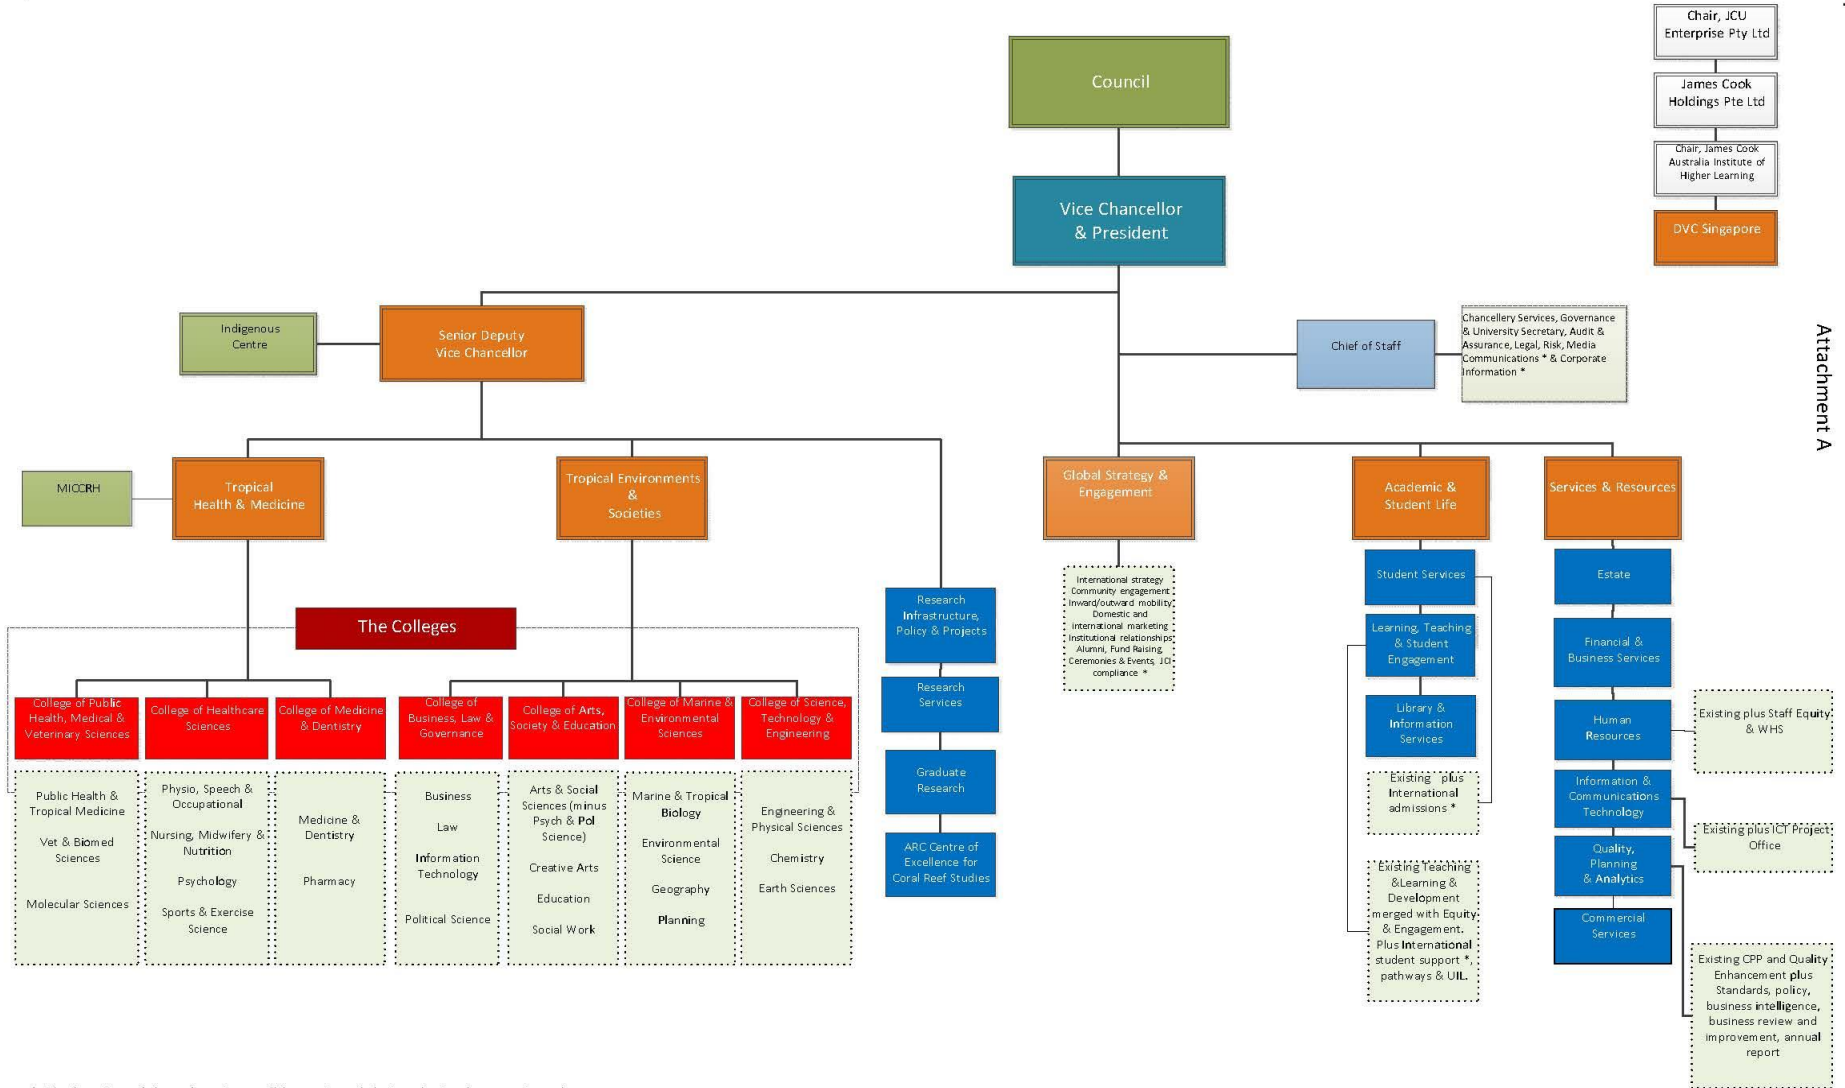 Chair, JCU
Enterprise Pty Ltd
James Cook
Holdings Pte Ltd
Chair, James Cook
Australia Institute of
Higher Learning
DVC Singapore
Attachment A
Council
Vice Chancellor
& President
Indigenous
Centre
Senior Deputy
Vice Chancellor
Chief of Staff
Chancellery Services, Governance
& University Secretary, Audit &
Assurance, Legal, Risk, Media
Communications * & Corporate
Information *
MICCRH
Tropical
Health & Medicine
Tropical Environments
&
Societies
Global Strategy &
Engagement
Academic &
Student Life
Services & Resources
International strategy
Community engagement
Inward/outward mobility
Domestic and
international marketing
Institutional relationships
Alumni, Fund Raising,
Ceremonies & Events, JCI
compliance *
Student Services
Learning, Teaching
& Student
Engagement
Library &
Information
Services
Existing plus
International
admissions *
Existing Teaching
&Learning &
Development
merged with Equity
& Engagement.
Plus International
student support *,
pathways & UIL.
Estate
Financial &
Business Services
Human
Resources
Information &
Communications
Technology
Quality,
Planning
& Analytics
Commercial
Services
Existing plus Staff Equity
& WHS
Existing plus ICT Project
Office
Existing CPP and Quality
Enhancement plus
Standards, policy,
business intelligence,
business review and
improvement, annual
report
Research
Infrastructure,
Policy & Projects
Research
Services
Graduate
Research
ARC Centre of
Excellence for
Coral Reef Studies
The Colleges
College of Public
Health, Medical &
Veterinary Sciences
College of Healthcare
Sciences
College of Medicine
& Dentistry
College of
Business, Law &
Governance
College of Arts,
Society & Education
College of Marine &
Environmental
Sciences
College of Science,
Technology &
Engineering
Public Health &
Tropical Medicine
Vet & Biomed
Sciences
Molecular Sciences
Physio, Speech &
Occupational
Nursing, Midwifery &
Nutrition
Psychology
Sports & Exercise
Science
Medicine &
Dentistry
Pharmacy
Business
Law
Information
Technology
Political Science
Arts & Social
Sciences (minus
Psych & Pol
Science)
Creative Arts
Education
Social Work
Marine & Tropical
Biology
Environmental
Science
Geography
Planning
Engineering &
Physical Sciences
Chemistry
Earth Sciences